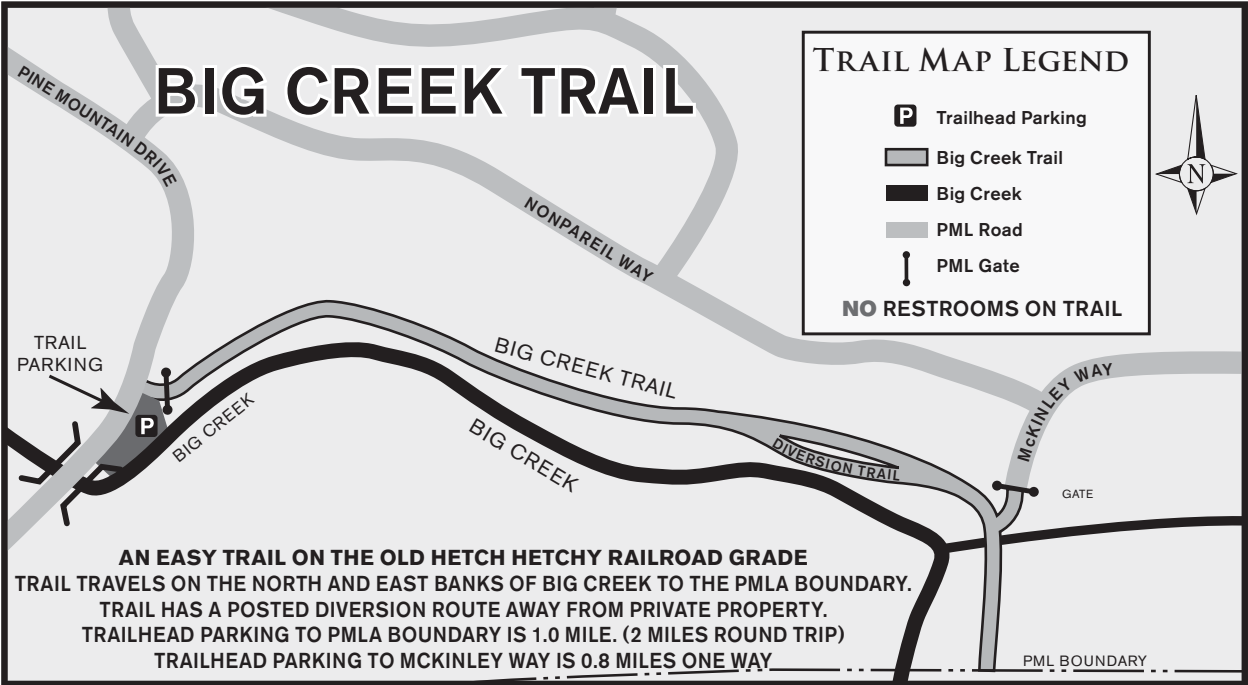 BIG CREEK TRAIL
PINE MOUNTAIN DRIVE
NONPAREIL WAY
TRAIL MAP LEGEND
P Trailhead Parking
Big Creek Trail
Big Creek
PML Road
PML Gate
NO RESTROOMS ON TRAIL
N
TRAIL
PARKING
P
BIG CREEK
BIG CREEK TRAIL
BIG CREEK
DIVERSION TRAIL
McKINLEY WAY
GATE
AN EASY TRAIL ON THE OLD HETCH HETCHY RAILROAD GRADE
TRAIL TRAVELS ON THE NORTH AND EAST BANKS OF BIG CREEK TO THE PMLA BOUNDARY.
TRAIL HAS A POSTED DIVERSION ROUTE AWAY FROM PRIVATE PROPERTY.
TRAILHEAD PARKING TO PMLA BOUNDARY IS 1.0 MILE. (2 MILES ROUND TRIP)
TRAILHEAD PARKING TO MCKINLEY WAY IS 0.8 MILES ONE WAY
PML BOUNDARY